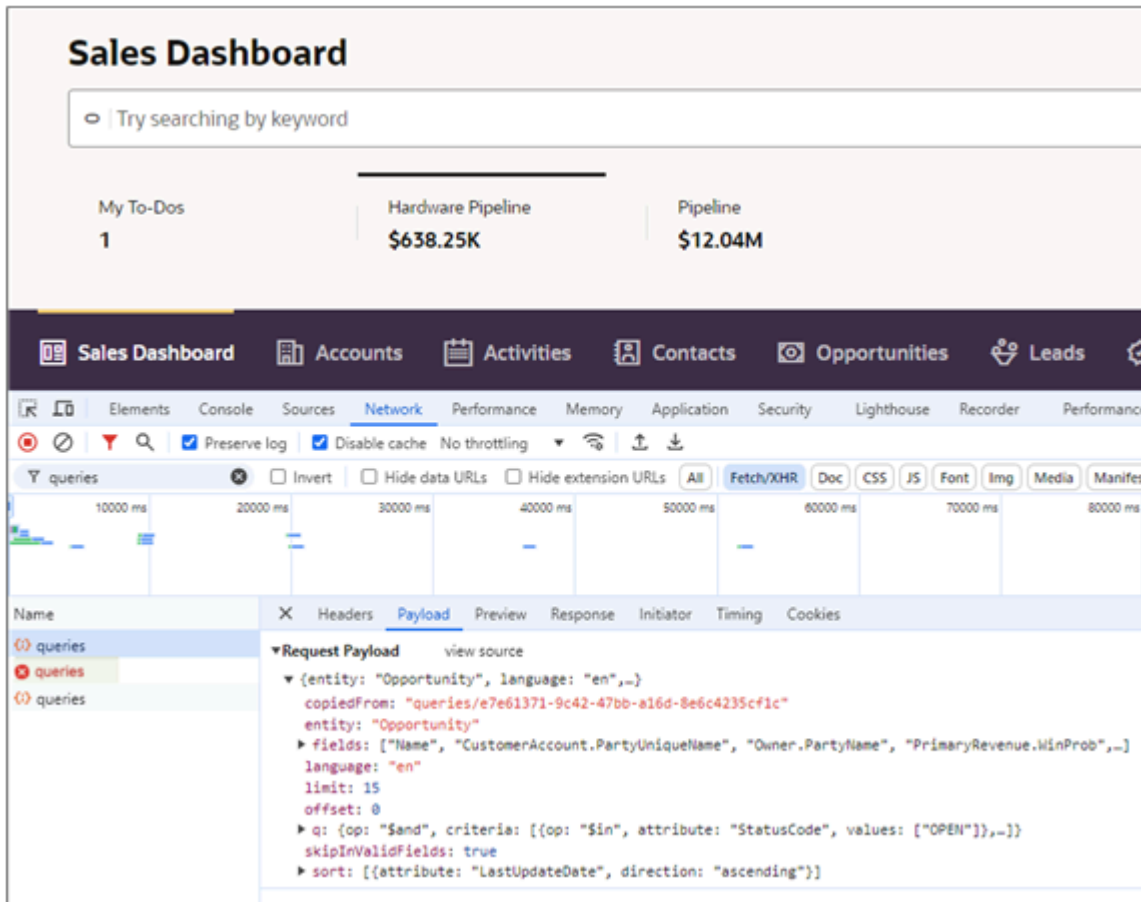 Sales Dashboard
Try searching by keyword
My To-Dos Hardware Pipeline Pipeline
1 $638.25K $12.04M
Sales Dashboard Accounts Activities Contacts Opportunities Leads
Elements Console Sources Network Performance Memory Application Security Lighthouse Recorder Performanc
Preserve log Disable cache No throttling
queries Invert Hide data URLs Hide extension URLs All Fetch/XHR Doc CSS JS Font Img Media Manifes
10000 ms 20000 ms 30000 ms 40000 ms 50000 ms 60000 ms 70000 ms 80000 ms
Name Headers Payload Preview Response Initiator Timing Cookies
queries
Request Payload view source
queries
{entity: "Opportunity", language: "en",…}
queries
copiedFrom: "queries/e7e61371-9c42-47bb-a16d-8e6c4235cf1c"
entity: "Opportunity"
fields: ["Name", "CustomerAccount.PartyUniqueName", "Owner.PartyName", "PrimaryRevenue.WinProb",…]
language: "en"
limit: 15
offset: 0
q: {op: "$and", criteria: [{op: "$in", attribute: "StatusCode", values: ["OPEN"]},…]}
skipInValidFields: true
sort: [{attribute: "LastUpdateDate", direction: "ascending"}]